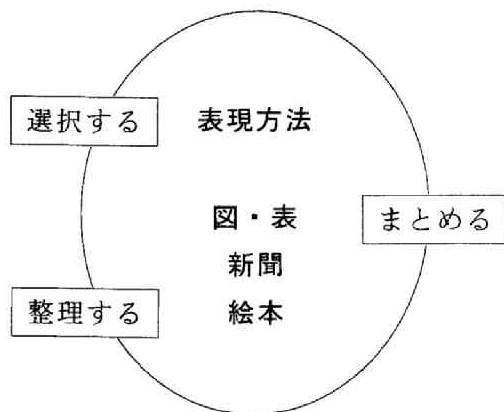 選択する
表現方法
図・表
まとめる
新聞
整理する
絵本